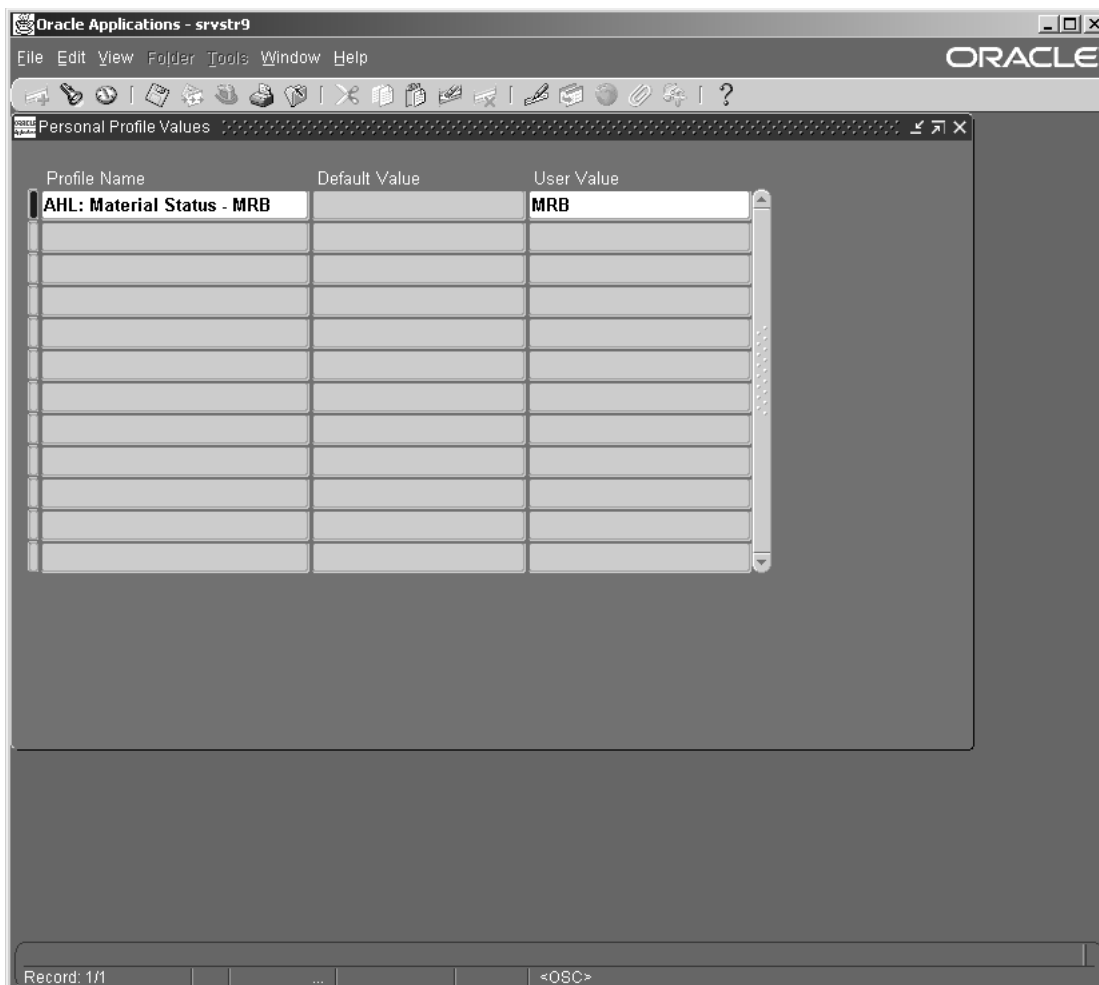 Oracle Applications - srvstr9
File Edit View Folder Tools Window Help
ORACLE
?
Personal Profile Values
Profile Name Default Value User Value
AHL: Material Status - MRB MRB
Record: 1/1 ... <OSC>